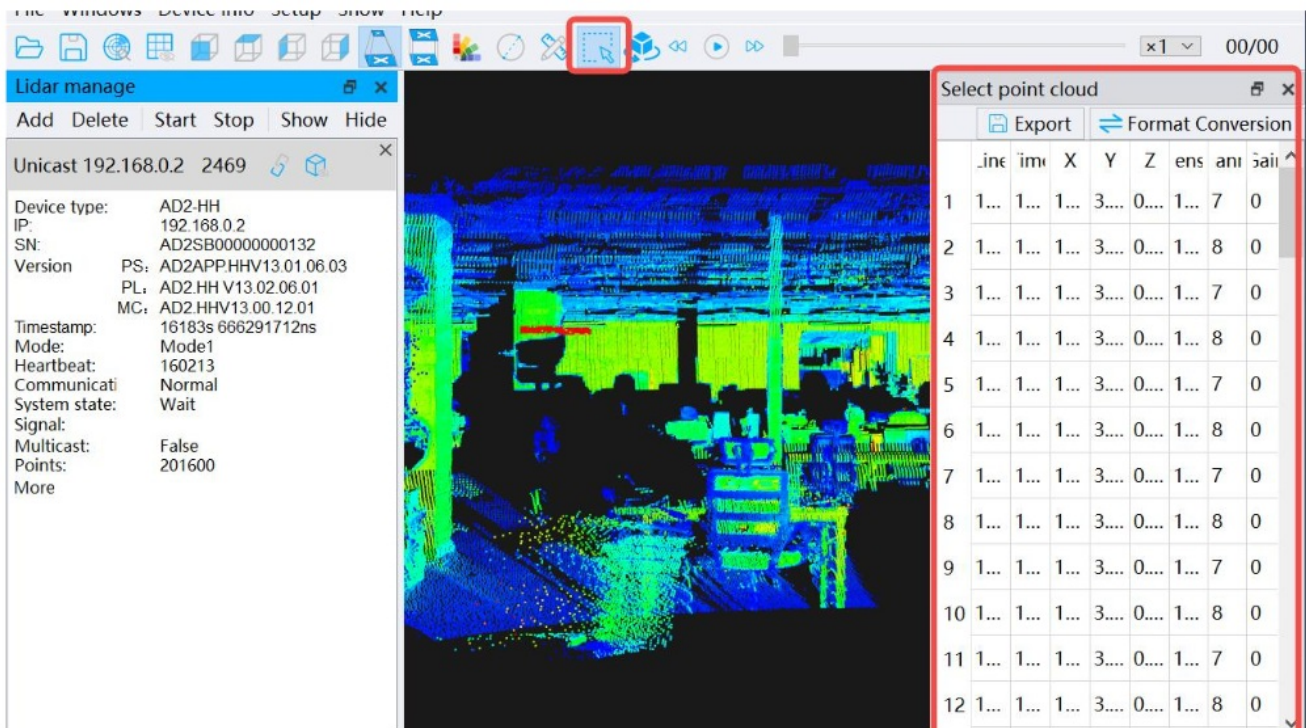 File Windows Device info Setup Show Help
×1 00/00
Lidar manage
Add Delete Start Stop Show Hide
Unicast 192.168.0.2 2469
Device type: AD2-HH
IP: 192.168.0.2
SN: AD2SB00000000132
Version PS: AD2APP.HHV13.01.06.03
PL: AD2.HH V13.02.06.01
MC: AD2.HHV13.00.12.01
Timestamp: 16183s 666291712ns
Mode: Mode1
Heartbeat: 160213
Communicati Normal
System state: Wait
Signal:
Multicast: False
Points: 201600
More
Select point cloud
Export Format Conversion
X Y Z ens
1 1... 1... 1... 3.... 0.... 1... 7 0
2 1... 1... 1... 3.... 0.... 1... 8 0
3 1... 1... 1... 3.... 0.... 1... 7 0
4 1... 1... 1... 3.... 0.... 1... 8 0
5 1... 1... 1... 3.... 0.... 1... 7 0
6 1... 1... 1... 3.... 0.... 1... 8 0
7 1... 1... 1... 3.... 0.... 1... 7 0
8 1... 1... 1... 3.... 0.... 1... 8 0
9 1... 1... 1... 3.... 0.... 1... 7 0
10 1... 1... 1... 3.... 0.... 1... 8 0
11 1... 1... 1... 3.... 0.... 1... 7 0
12 1... 1... 1... 3.... 0.... 1... 8 0